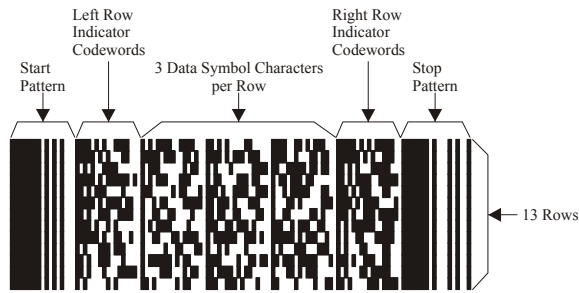 Left Row
Indicator
Codewords
Right Row
Indicator
Codewords
Start
Pattern
3 Data Symbol Characters
per Row
Stop
Pattern
13 Rows